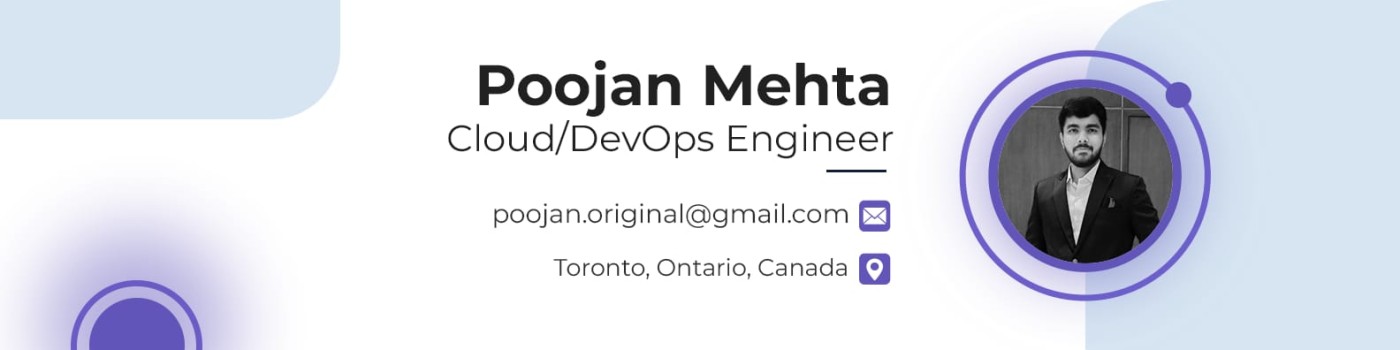 Poojan Mehta
Cloud/DevOps Engineer
poojan.original@gmail.com
Toronto, Ontario, Canada